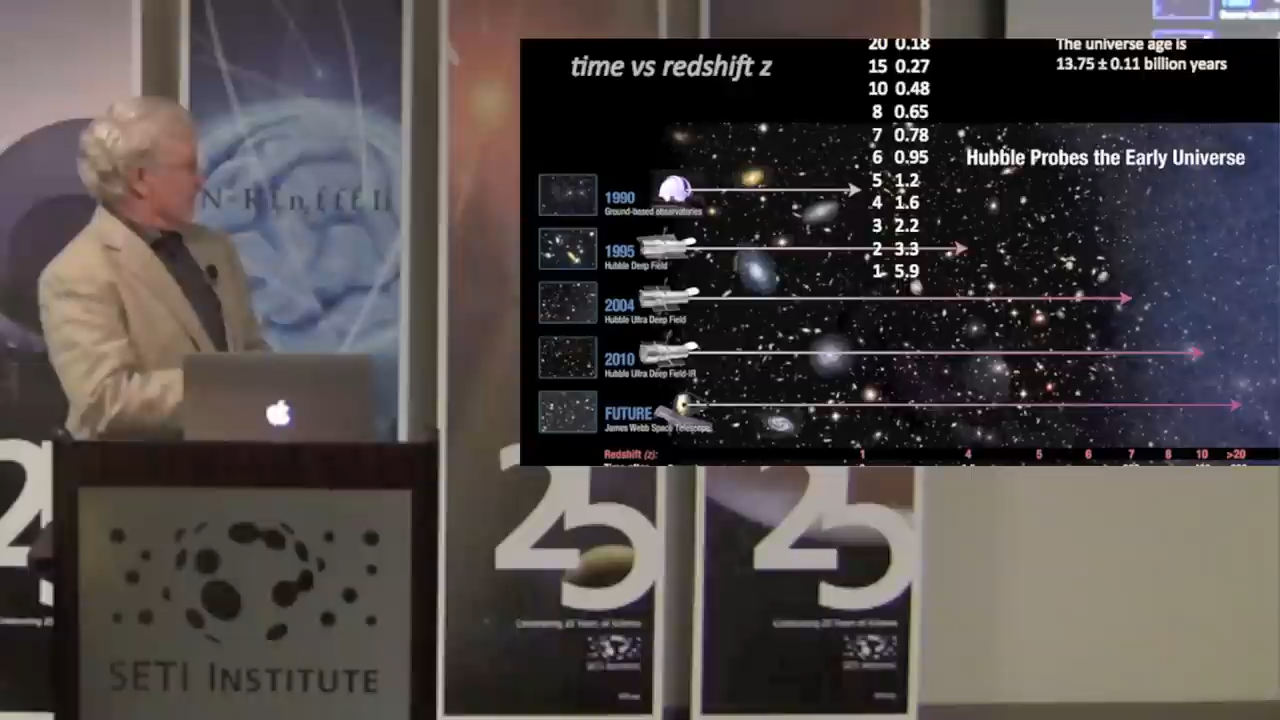 time vs redshift z
20 0.18
15 0.27
10 0.48
8 0.65
7 0.78
6 0.95
5 1.2
4 1.6
3 2.2
2 3.3
1 5.9
The universe age is
13.75 ± 0.11 billion years
Hubble Probes the Early Universe
1990
Ground-based observatories
1995
Hubble Deep Field
2004
Hubble Ultra Deep Field
2010
Hubble Ultra Deep Field-IR
FUTURE
James Webb Space Telescope
Redshift (z): 1 4 5 6 7 8 10 >20
25
25
SETI INSTITUTE